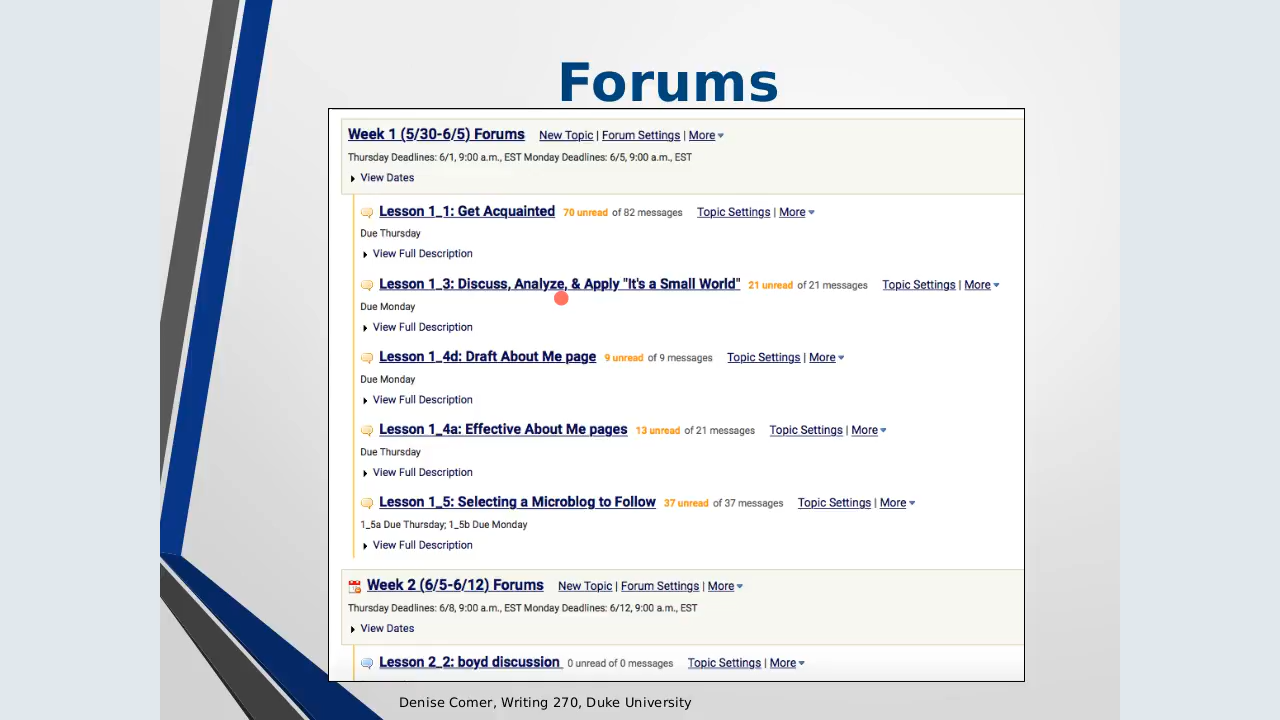 Forums
Week 1 (5/30-6/5) Forums New Topic | Forum Settings | More
Thursday Deadlines: 6/1, 9:00 a.m., EST Monday Deadlines: 6/5, 9:00 a.m., EST
View Dates
Lesson 1_1: Get Acquainted 70 unread of 82 messages Topic Settings | More
Due Thursday
View Full Description
Lesson 1_3: Discuss, Analyze, & Apply "It's a Small World" 21 unread of 21 messages Topic Settings | More
Due Monday
View Full Description
Lesson 1_4d: Draft About Me page 9 unread of 9 messages Topic Settings | More
Due Monday
View Full Description
Lesson 1_4a: Effective About Me pages 13 unread of 21 messages Topic Settings | More
Due Thursday
View Full Description
Lesson 1_5: Selecting a Microblog to Follow 37 unread of 37 messages Topic Settings | More
1_5a Due Thursday; 1_5b Due Monday
View Full Description
Week 2 (6/5-6/12) Forums New Topic | Forum Settings | More
Thursday Deadlines: 6/8, 9:00 a.m., EST Monday Deadlines: 6/12, 9:00 a.m., EST
View Dates
Lesson 2_2: boyd discussion 0 unread of 0 messages Topic Settings | More
Denise Comer, Writing 270, Duke University